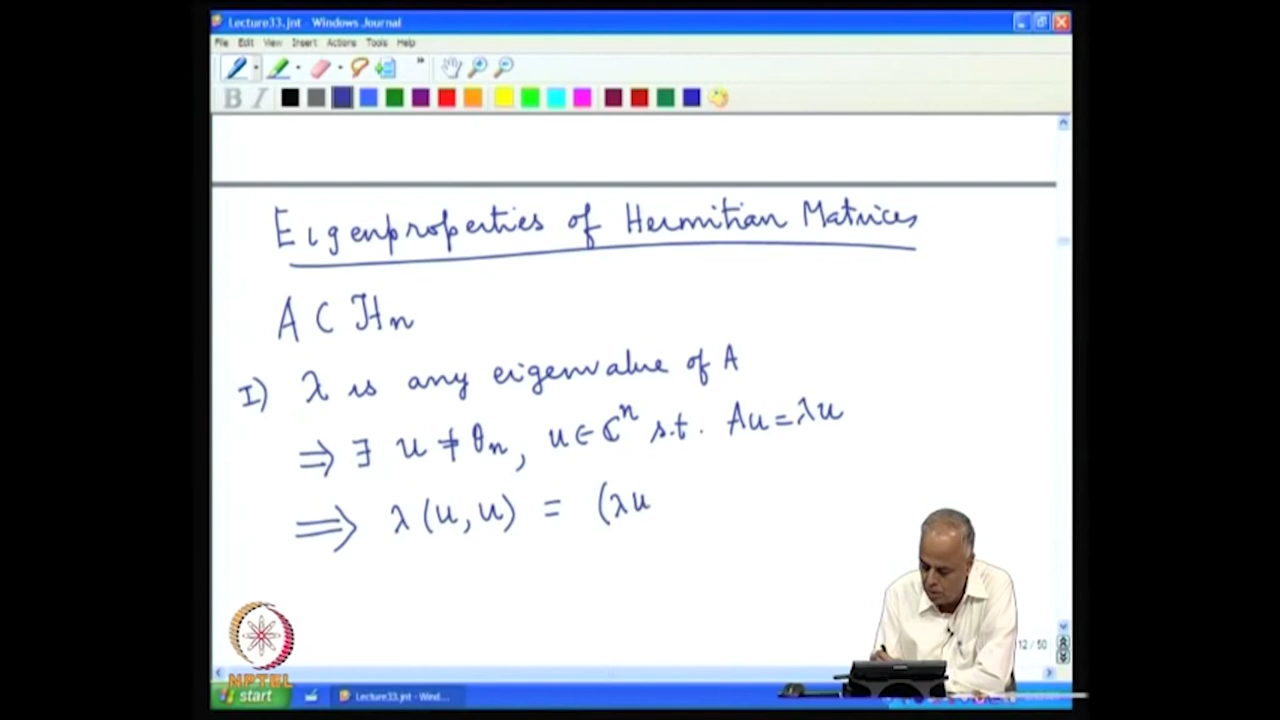 Lecture33.jnt - Windows Journal
File Edit View Insert Actions Tools Help
B I
Eigenproperties of Hermitian Matrices
A ⊂ ℋn
I) λ is any eigenvalue of A
⇒ ∃ u ≠ θn, u ∈ ℂⁿ s.t. Au = λu
⇒ λ(u, u) = (λu
12 / 50
NPTEL
start Lecture33.jnt - Wind...